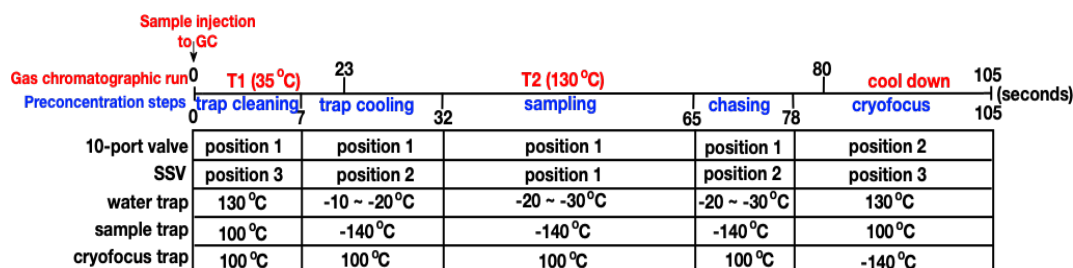 Sample injection
to GC
Gas chromatographic run 0 T1 (35 °C) 23 T2 (130 °C) 80 cool down 105
(seconds)
Preconcentration steps trap cleaning trap cooling sampling chasing cryofocus
0 7 32 65 78 105
10-port valve position 1 position 1 position 1 position 1 position 2
SSV position 3 position 2 position 1 position 2 position 3
water trap 130 °C -10 ~ -20°C -20 ~ -30°C -20 ~ -30°C 130°C
sample trap 100 °C -140 °C -140 °C -140 °C 100 °C
cryofocus trap 100 °C 100 °C 100 °C 100 °C -140 °C